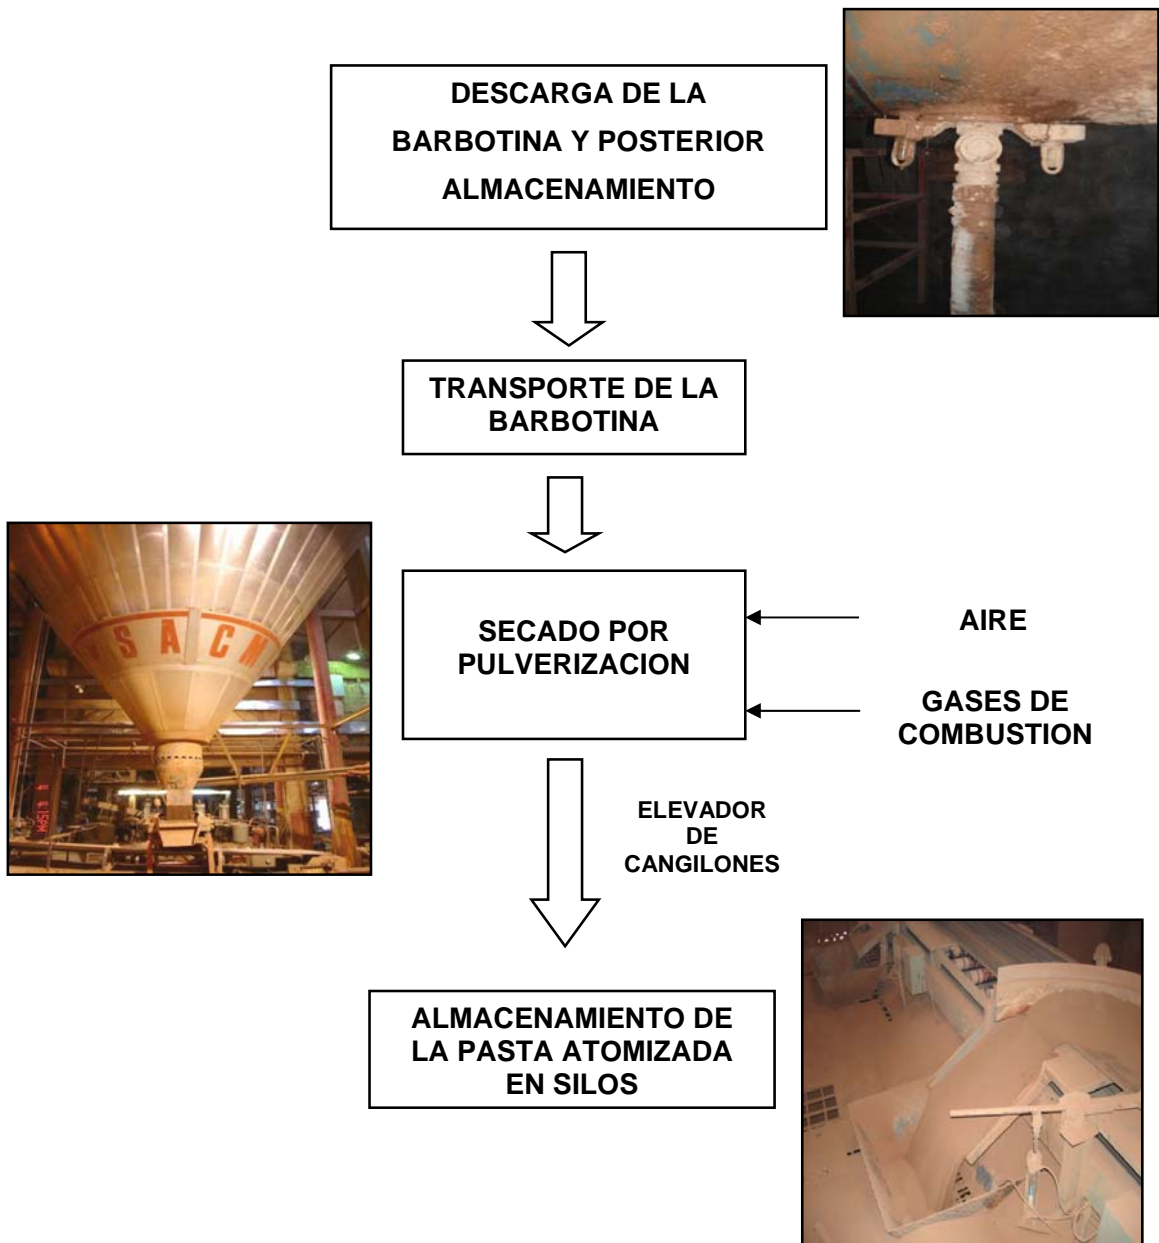 DESCARGA DE LA
BARBOTINA Y POSTERIOR
ALMACENAMIENTO
TRANSPORTE DE LA
BARBOTINA
SACM
SECADO POR
PULVERIZACION
AIRE
GASES DE
COMBUSTION
ELEVADOR
DE
CANGILONES
ALMACENAMIENTO DE
LA PASTA ATOMIZADA
EN SILOS